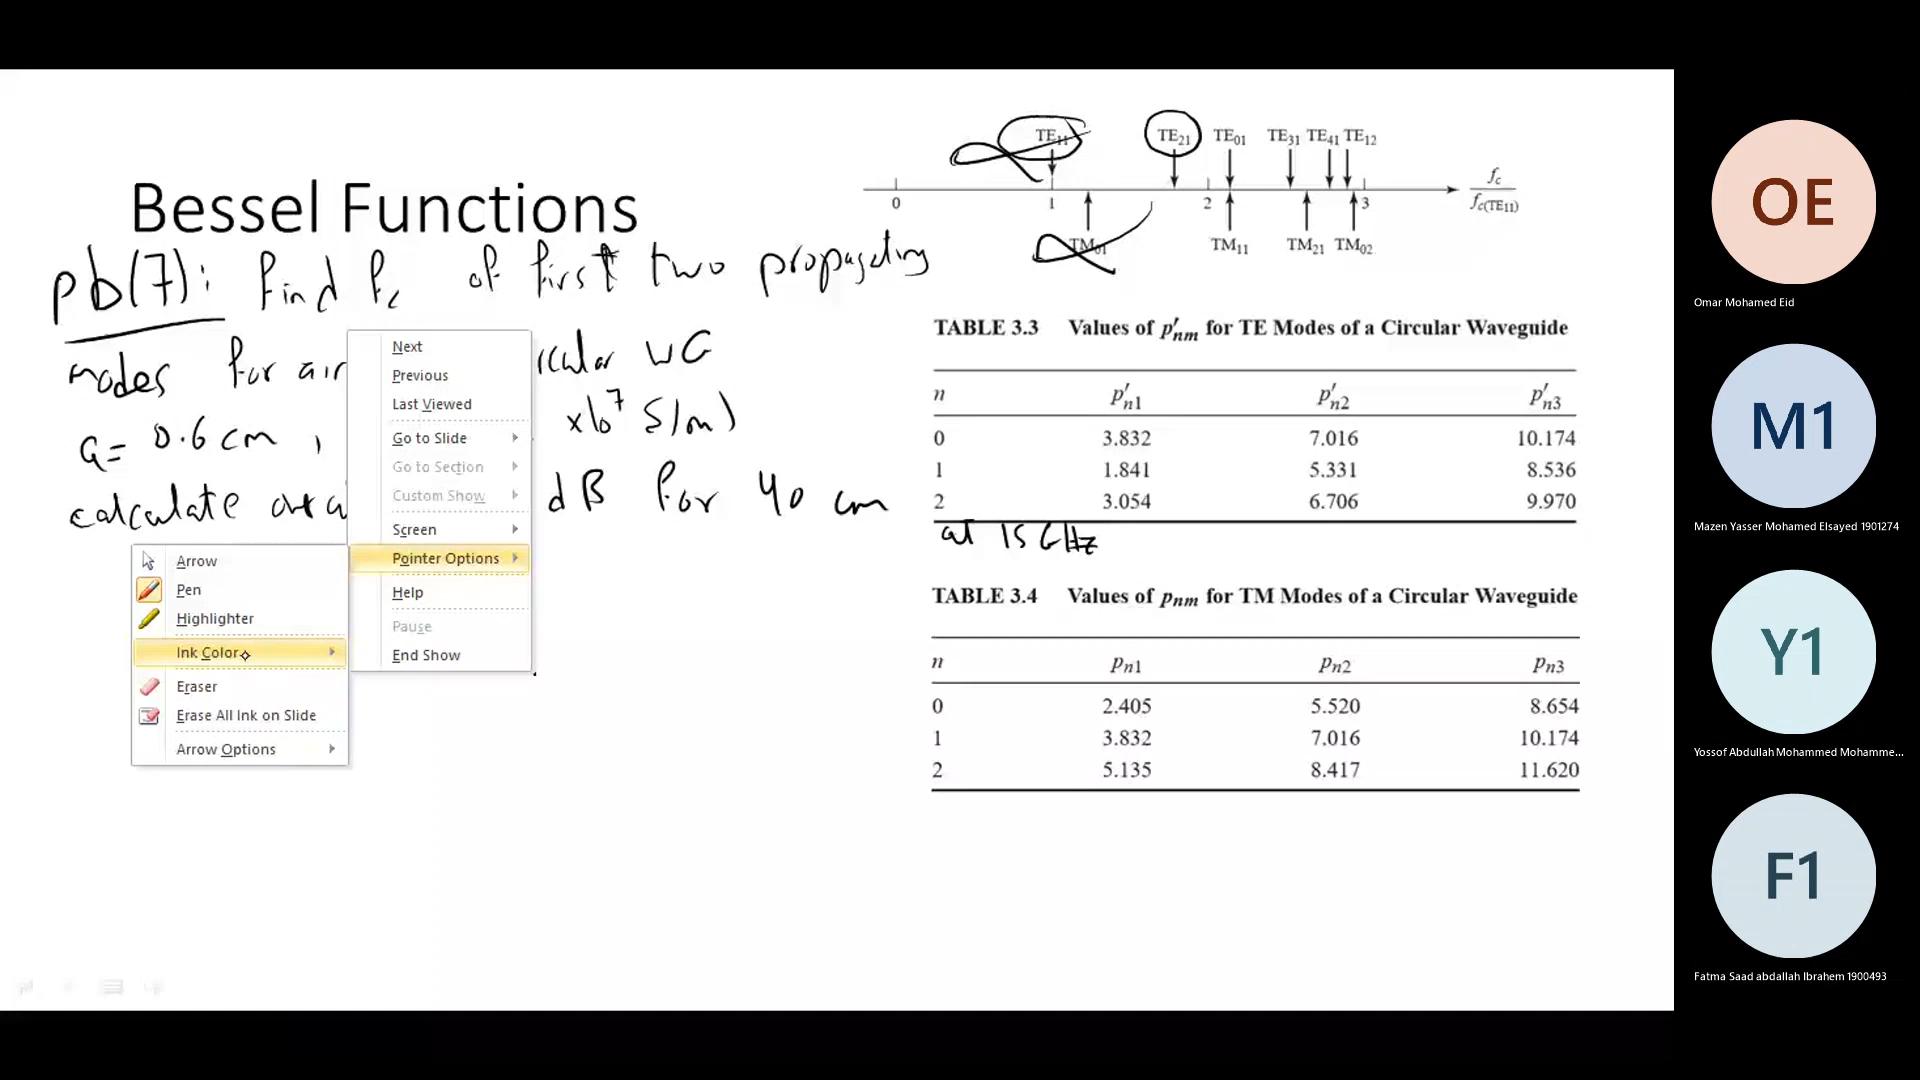 Bessel Functions
pb(7): Find fc of first two propagating
modes for air
rcular WG
a= 0.6 cm ,
x10^7 S/m)
calculate
dB for 40 cm
at 15 GHz
Next
Previous
Last Viewed
Go to Slide
Go to Section
Custom Show
Screen
Pointer Options
Help
Pause
End Show
Arrow
Pen
Highlighter
Ink Color
Eraser
Erase All Ink on Slide
Arrow Options
TE11 TE21 TE01 TE31 TE41 TE12
0 1 2 3
fc
fc(TE11)
TM01 TM11 TM21 TM02
TABLE 3.3 Values of p′nm for TE Modes of a Circular Waveguide
n p′n1 p′n2 p′n3
0 3.832 7.016 10.174
1 1.841 5.331 8.536
2 3.054 6.706 9.970
TABLE 3.4 Values of pnm for TM Modes of a Circular Waveguide
n pn1 pn2 pn3
0 2.405 5.520 8.654
1 3.832 7.016 10.174
2 5.135 8.417 11.620
OE
Omar Mohamed Eid
M1
Mazen Yasser Mohamed Elsayed 1901274
Y1
Yossof Abdullah Mohammed Mohamme...
F1
Fatma Saad abdallah Ibrahem 1900493